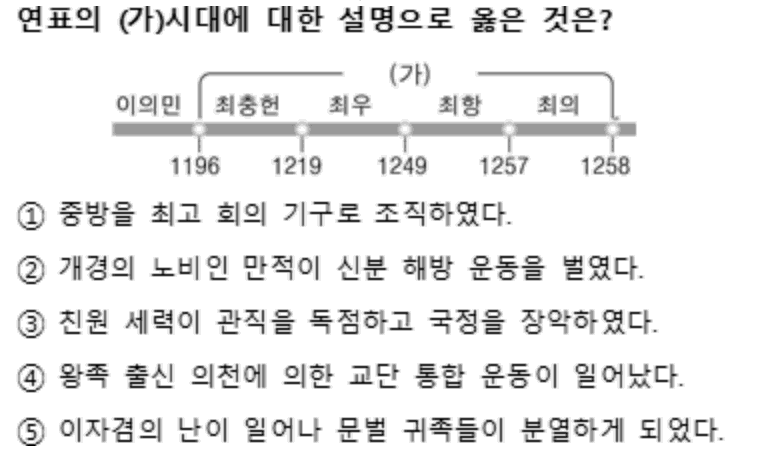 연표의 (가)시대에 대한 설명으로 옳은 것은?
(가)
이의민 최충헌 최우 최항 최의
1196 1219 1249 1257 1258
① 중방을 최고 회의 기구로 조직하였다.
② 개경의 노비인 만적이 신분 해방 운동을 벌였다.
③ 친원 세력이 관직을 독점하고 국정을 장악하였다.
④ 왕족 출신 의천에 의한 교단 통합 운동이 일어났다.
⑤ 이자겸의 난이 일어나 문벌 귀족들이 분열하게 되었다.